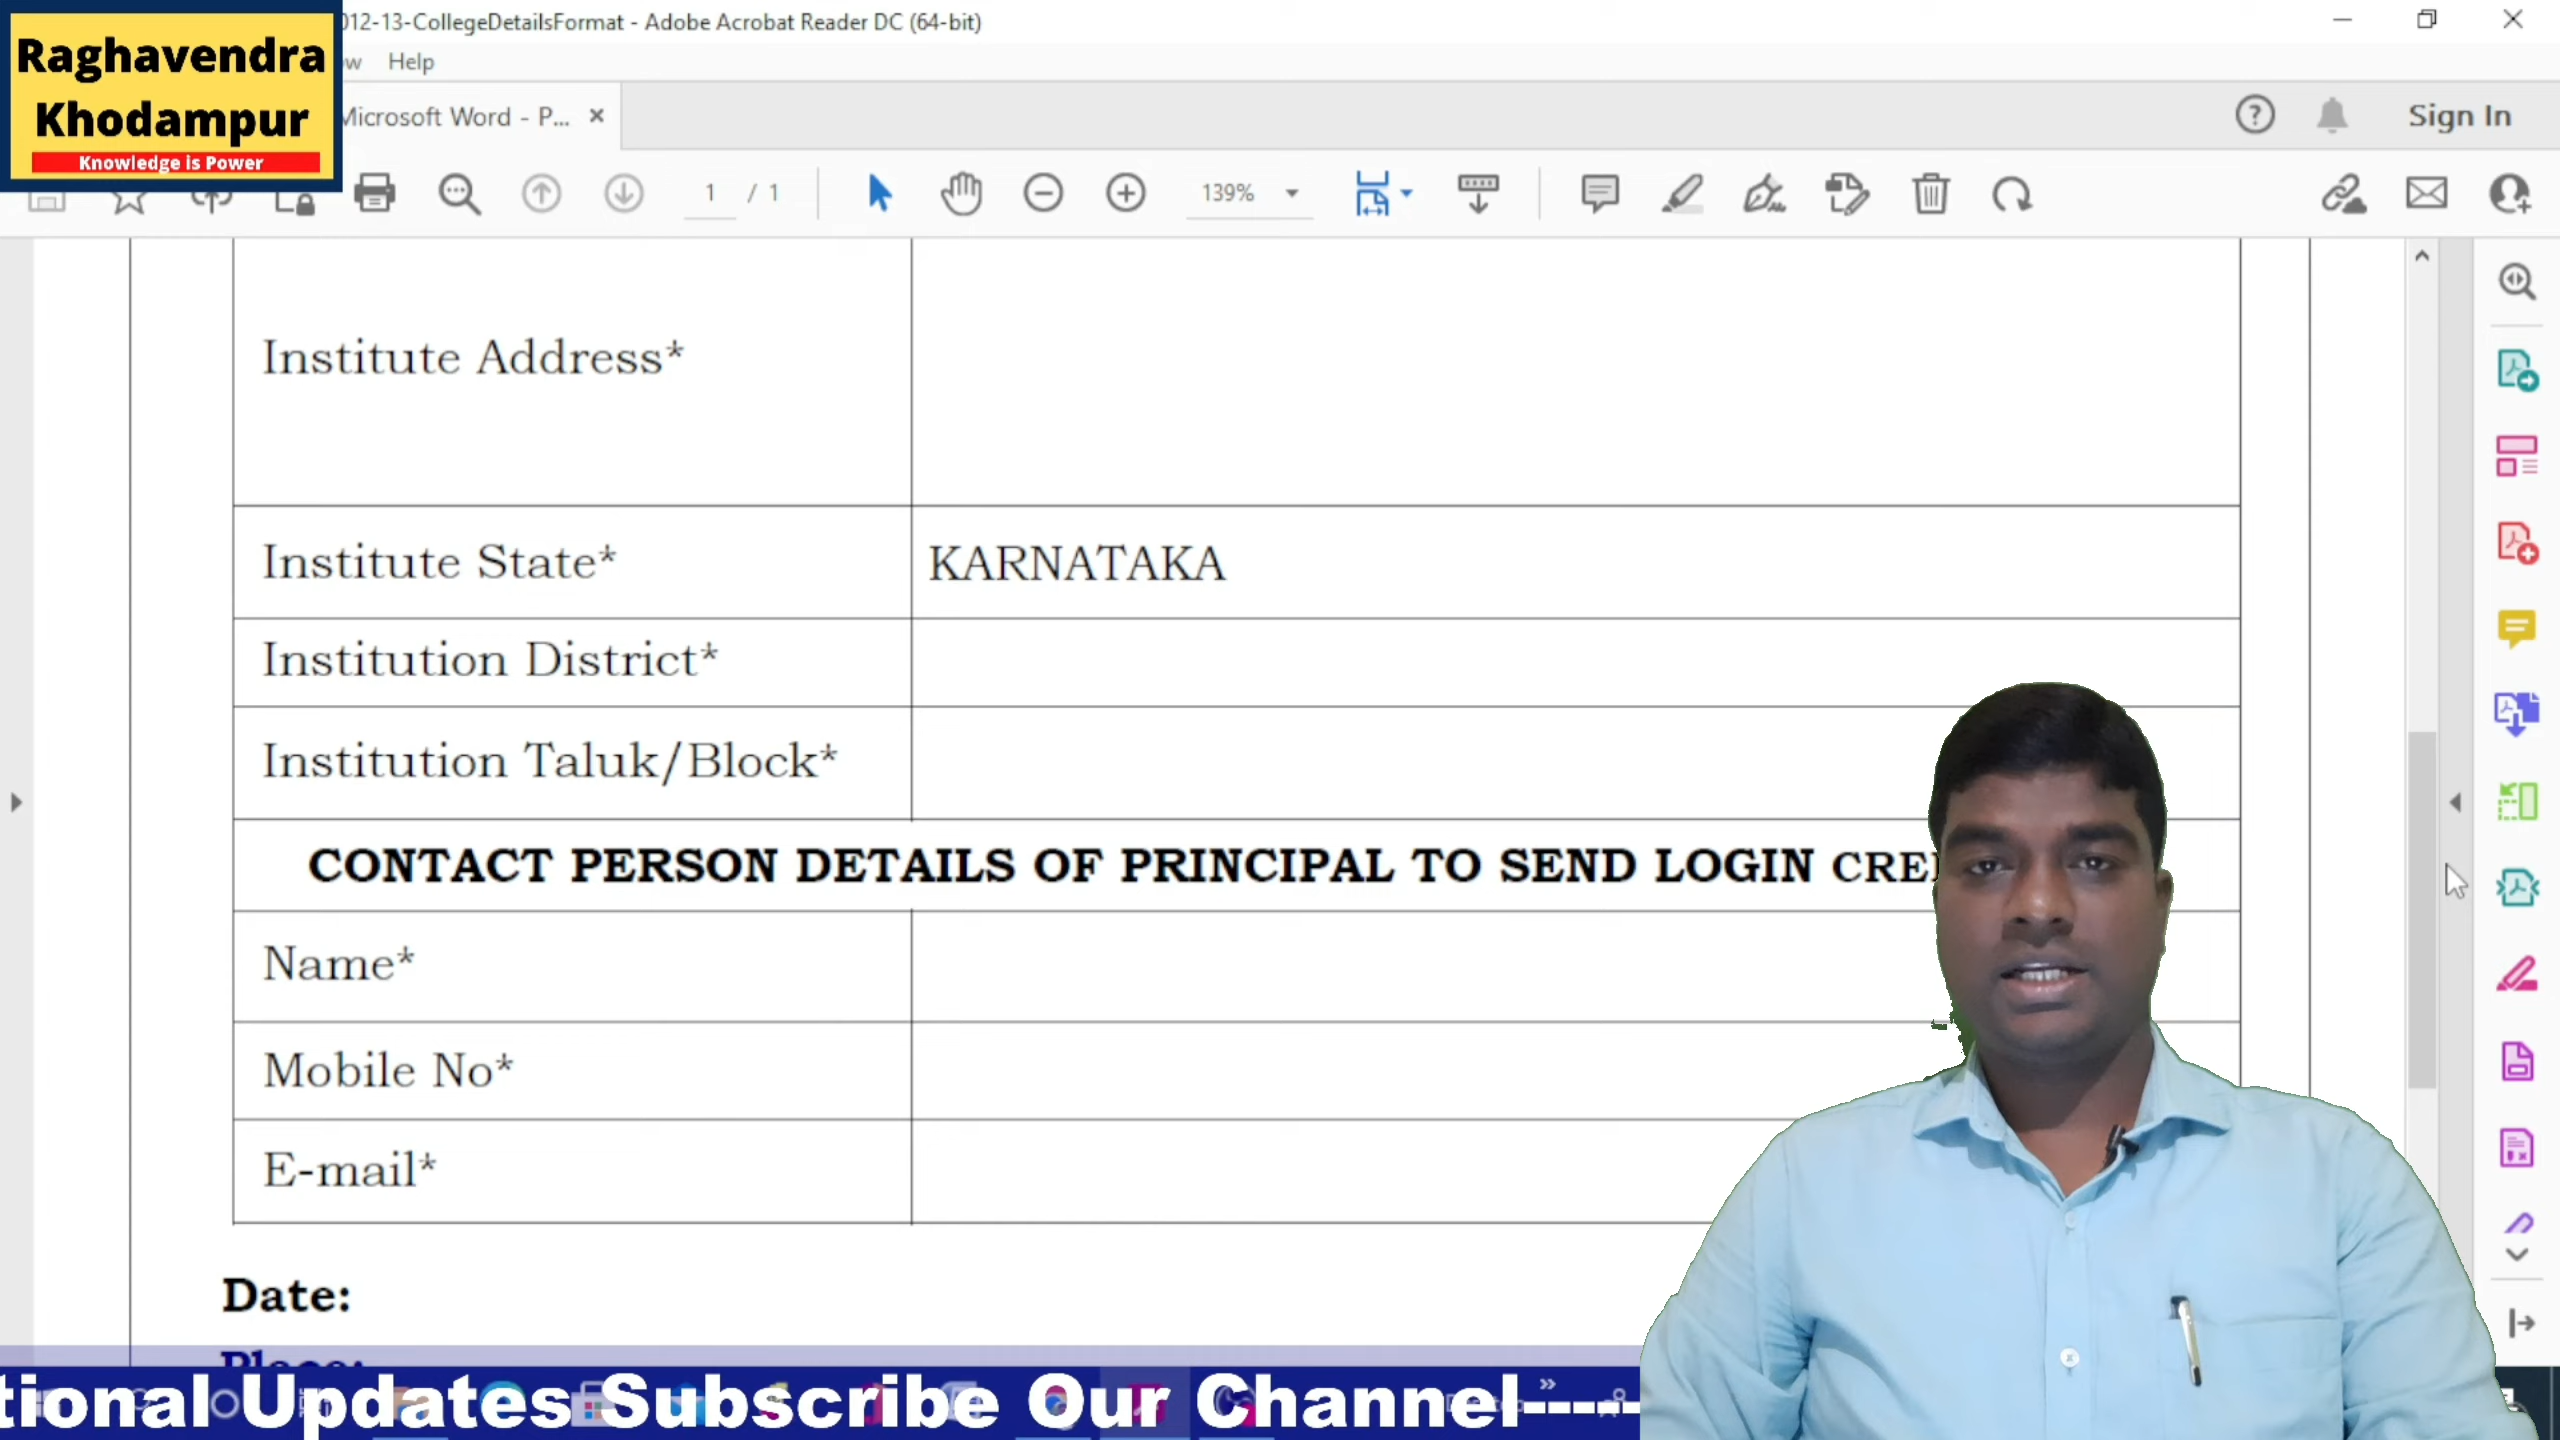 Raghavendra
Khodampur
Knowledge is Power
012-13-CollegeDetailsFormat - Adobe Acrobat Reader DC (64-bit)
Help
Microsoft Word - P...
Sign In
1 / 1
139%
Institute Address*
Institute State* KARNATAKA
Institution District*
Institution Taluk/Block*
CONTACT PERSON DETAILS OF PRINCIPAL TO SEND LOGIN
Name*
Mobile No*
E-mail*
Date:
Place:
Updates Subscribe Our Channel-----